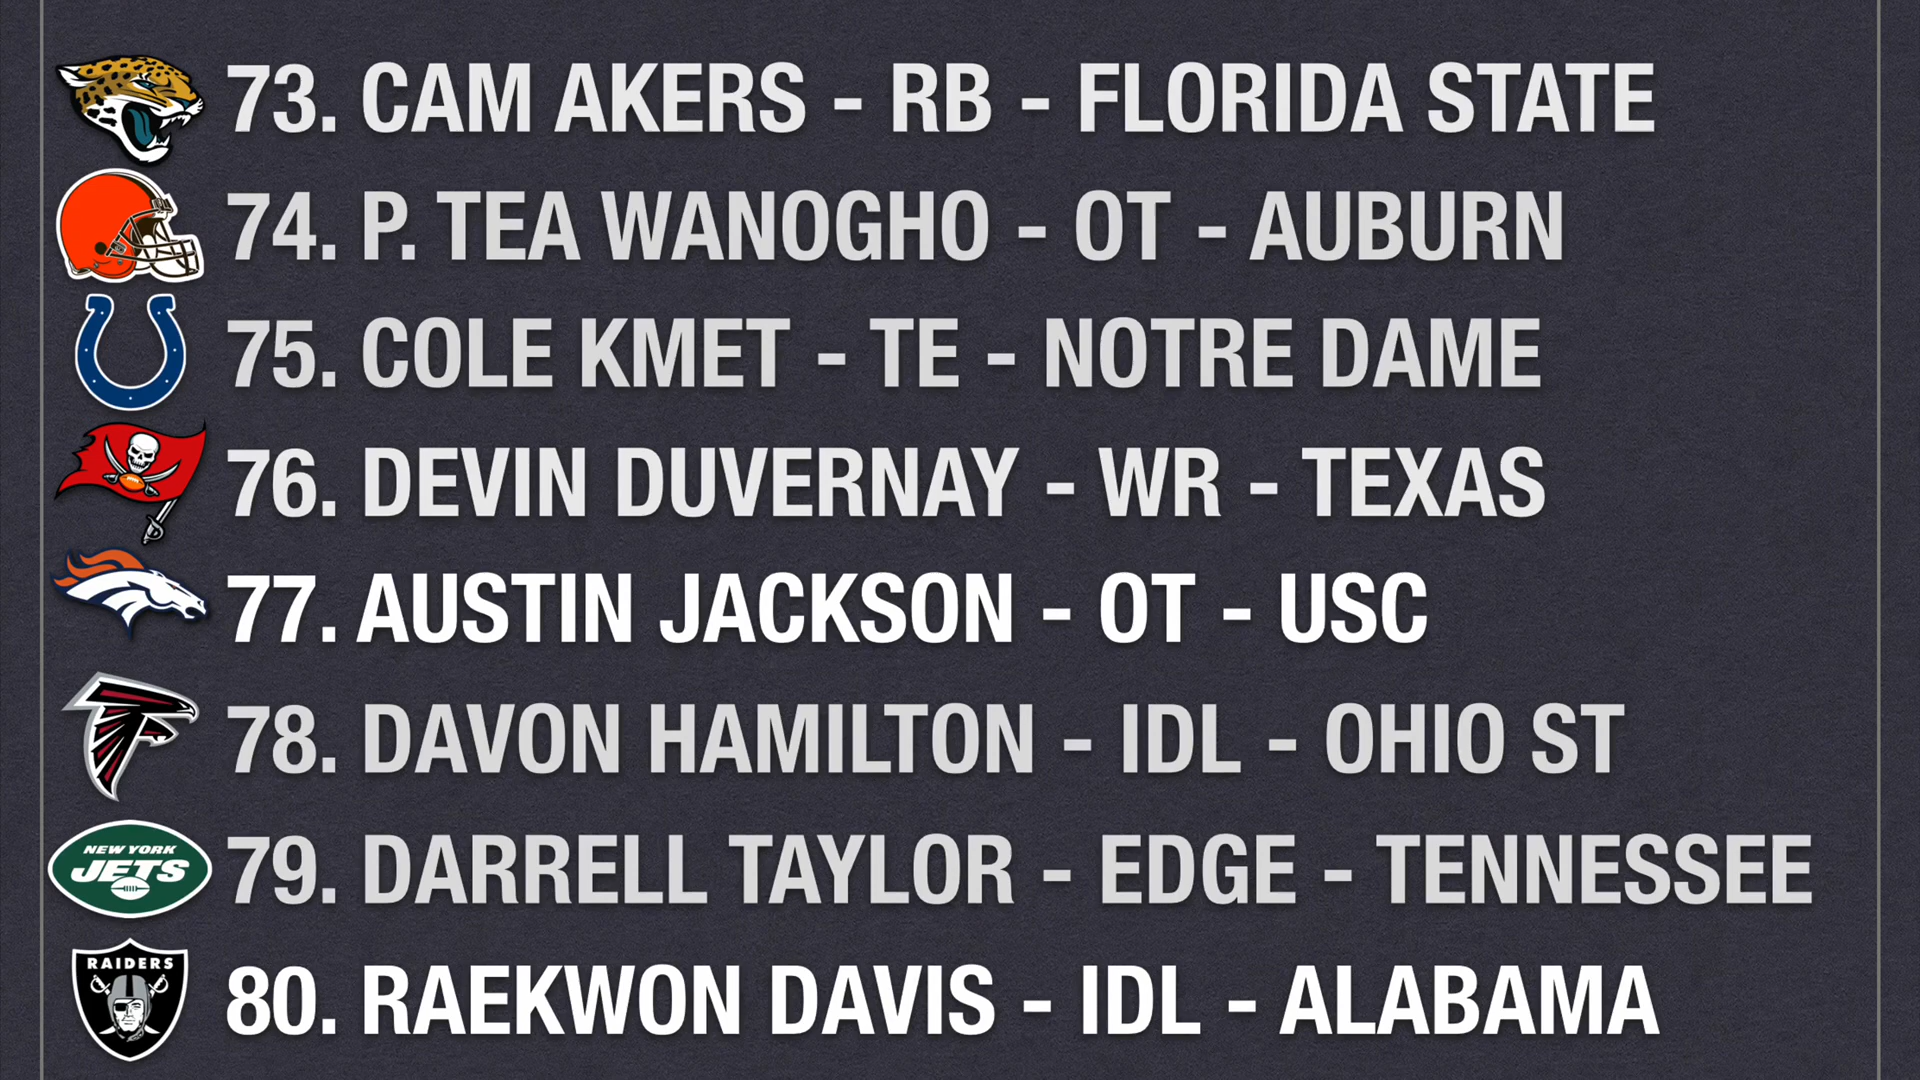 73. CAM AKERS - RB - FLORIDA STATE
74. P. TEA WANOGHO - OT - AUBURN
75. COLE KMET - TE - NOTRE DAME
76. DEVIN DUVERNAY - WR - TEXAS
77. AUSTIN JACKSON - OT - USC
78. DAVON HAMILTON - IDL - OHIO ST
NEW YORK
JETS
79. DARRELL TAYLOR - EDGE - TENNESSEE
RAIDERS
80. RAEKWON DAVIS - IDL - ALABAMA